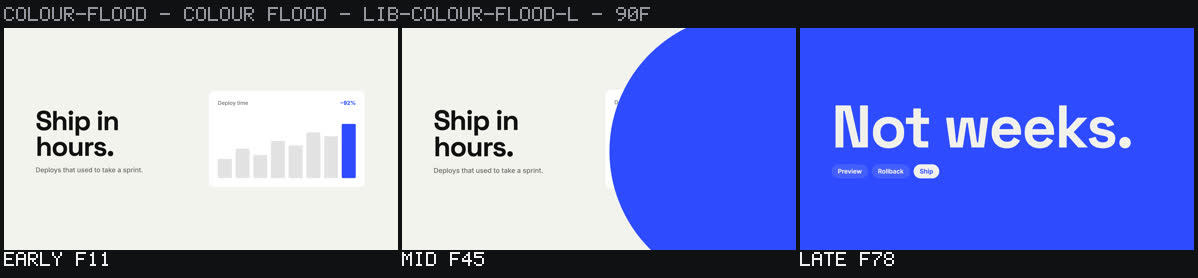 COLOUR-FLOOD - COLOUR FLOOD - LIB-COLOUR-FLOOD-L - 90F
Ship in
hours.
Deploys that used to take a sprint.
Deploy time
-92%
EARLY F11
Ship in
hours.
Deploys that used to take a sprint.
D
MID F45
Not weeks.
Preview
Rollback
Ship
LATE F78